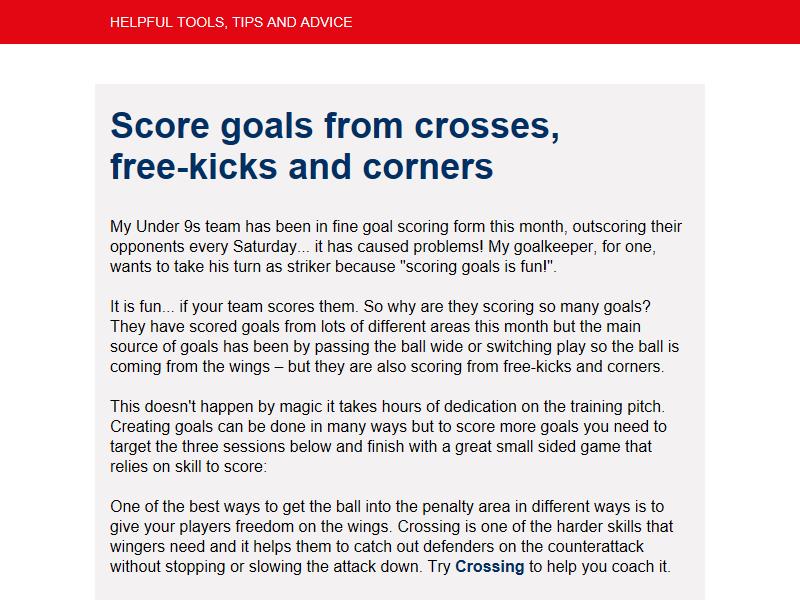 HELPFUL TOOLS, TIPS AND ADVICE
Score goals from crosses,
free-kicks and corners
My Under 9s team has been in fine goal scoring form this month, outscoring their
opponents every Saturday... it has caused problems! My goalkeeper, for one,
wants to take his turn as striker because "scoring goals is fun!".
It is fun... if your team scores them. So why are they scoring so many goals?
They have scored goals from lots of different areas this month but the main
source of goals has been by passing the ball wide or switching play so the ball is
coming from the wings – but they are also scoring from free-kicks and corners.
This doesn't happen by magic it takes hours of dedication on the training pitch.
Creating goals can be done in many ways but to score more goals you need to
target the three sessions below and finish with a great small sided game that
relies on skill to score:
One of the best ways to get the ball into the penalty area in different ways is to
give your players freedom on the wings. Crossing is one of the harder skills that
wingers need and it helps them to catch out defenders on the counterattack
without stopping or slowing the attack down. Try Crossing to help you coach it.